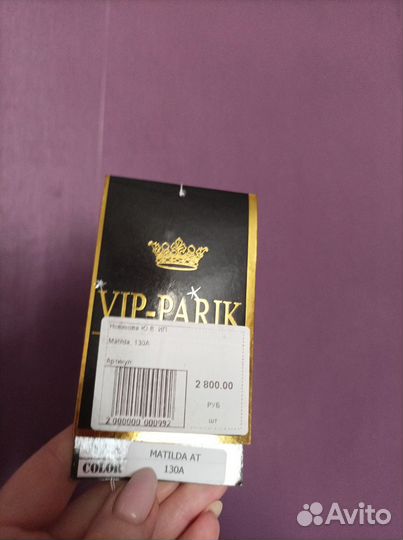 VIP-PARIK
Новикова Ю.В. ИП
Matilda 130A
Артикул:
2 800.00
РУБ
шт
2 000000 000992
COLOR
MATILDA AT
130A
Avito